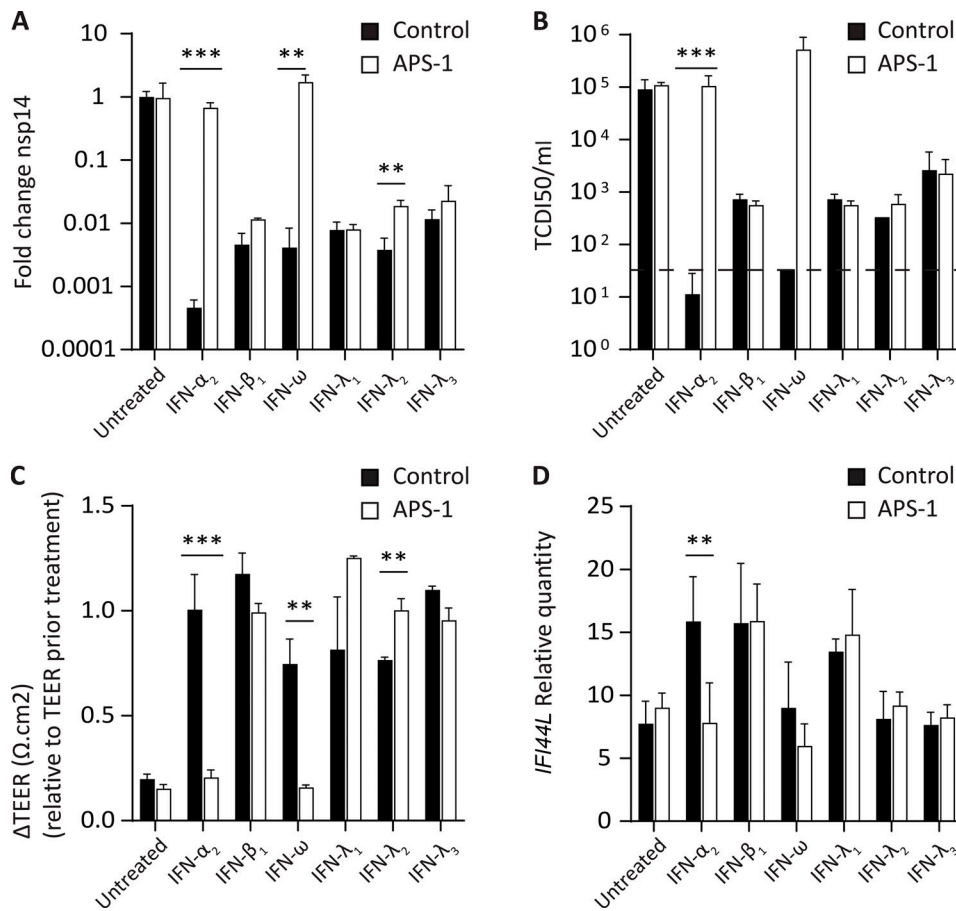 A
Control
APS-1
Fold change nsp14
10
1
0.1
0.01
0.001
0.0001
***
**
**
Untreated
IFN-α₂
IFN-β₁
IFN-ω
IFN-λ₁
IFN-λ₂
IFN-λ₃
B
Control
APS-1
TCDI50/ml
10⁶
10⁵
10⁴
10³
10²
10¹
10⁰
***
Untreated
IFN-α₂
IFN-β₁
IFN-ω
IFN-λ₁
IFN-λ₂
IFN-λ₃
C
Control
APS-1
ΔTEER (Ω.cm2)
(relative to TEER prior treatment)
1.5
1.0
0.5
0.0
***
**
**
Untreated
IFN-α₂
IFN-β₁
IFN-ω
IFN-λ₁
IFN-λ₂
IFN-λ₃
D
Control
APS-1
IFI44L Relative quantity
25
20
15
10
5
0
**
Untreated
IFN-α₂
IFN-β₁
IFN-ω
IFN-λ₁
IFN-λ₂
IFN-λ₃